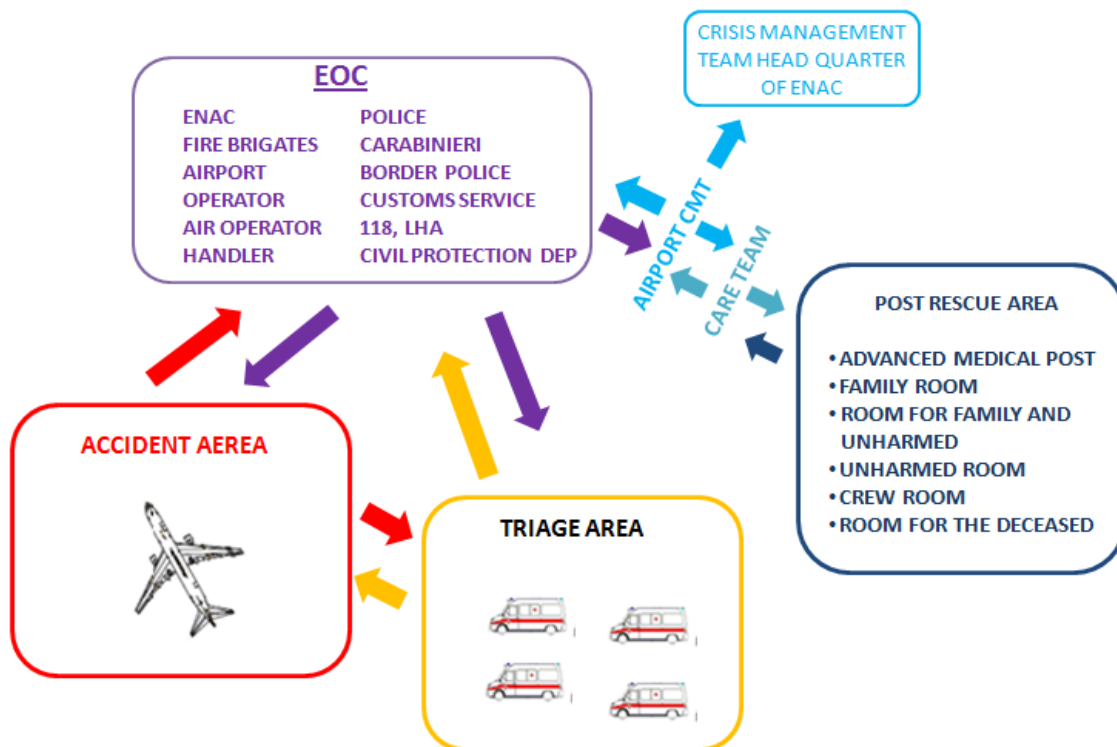 CRISIS MANAGEMENT
TEAM HEAD QUARTER
OF ENAC
EOC
ENAC
FIRE BRIGATES
AIRPORT
OPERATOR
AIR OPERATOR
HANDLER
POLICE
CARABINIERI
BORDER POLICE
CUSTOMS SERVICE
118, LHA
CIVIL PROTECTION DEP
AIRPORT CMT
CARE TEAM
POST RESCUE AREA
• ADVANCED MEDICAL POST
• FAMILY ROOM
• ROOM FOR FAMILY AND
UNHARMED
• UNHARMED ROOM
• CREW ROOM
• ROOM FOR THE DECEASED
ACCIDENT AEREA
TRIAGE AREA